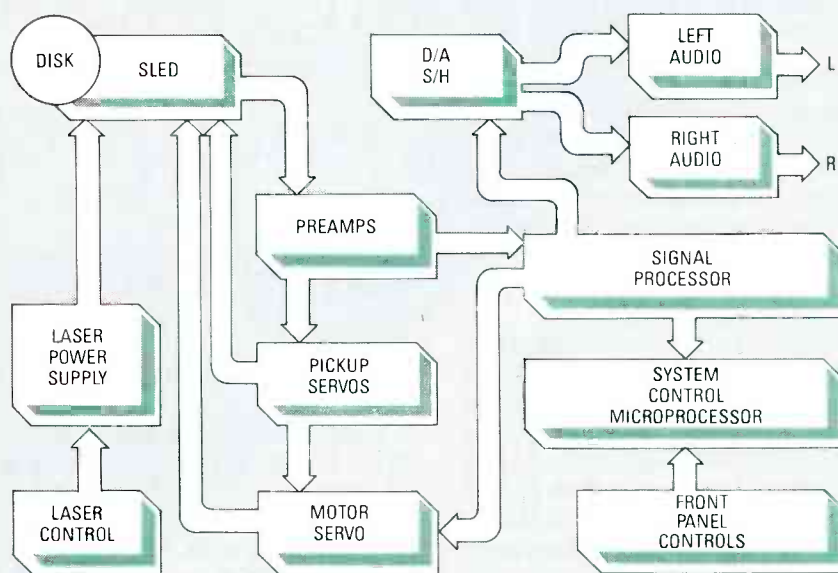 DISK
SLED
D/A
S/H
LEFT
AUDIO
L
RIGHT
AUDIO
R
PREAMPS
SIGNAL
PROCESSOR
LASER
POWER
SUPPLY
PICKUP
SERVOS
SYSTEM
CONTROL
MICROPROCESSOR
LASER
CONTROL
MOTOR
SERVO
FRONT
PANEL
CONTROLS